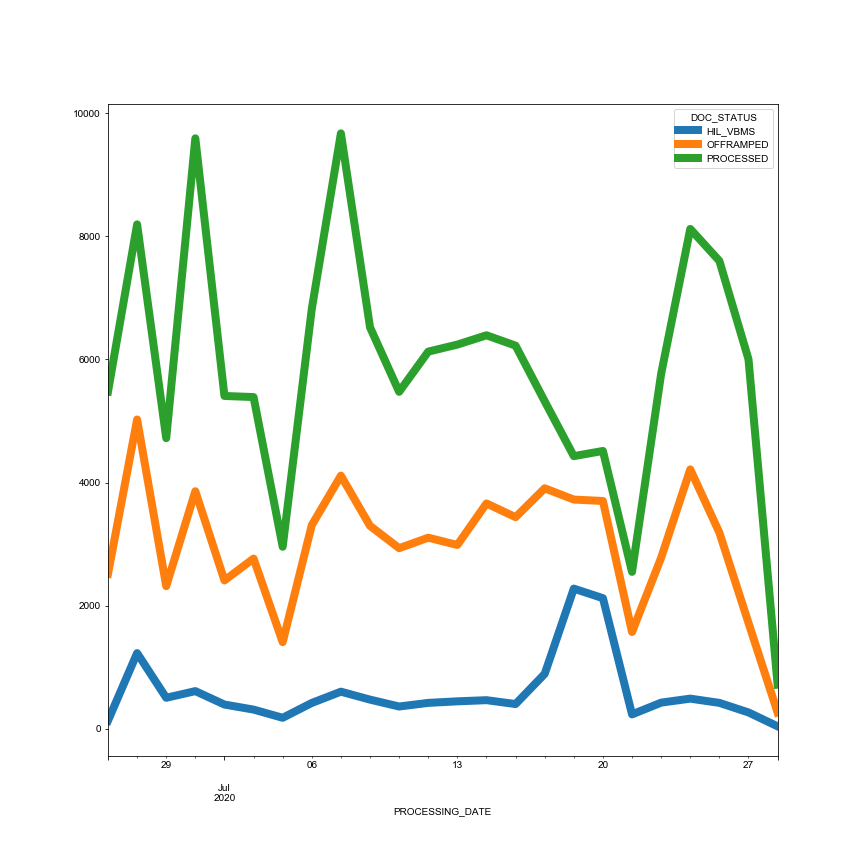 DOC_STATUS
HIL_VBMS
OFFRAMPED
PROCESSED
10000
8000
6000
4000
2000
0
29 06 13 20 27
Jul
2020
PROCESSING_DATE